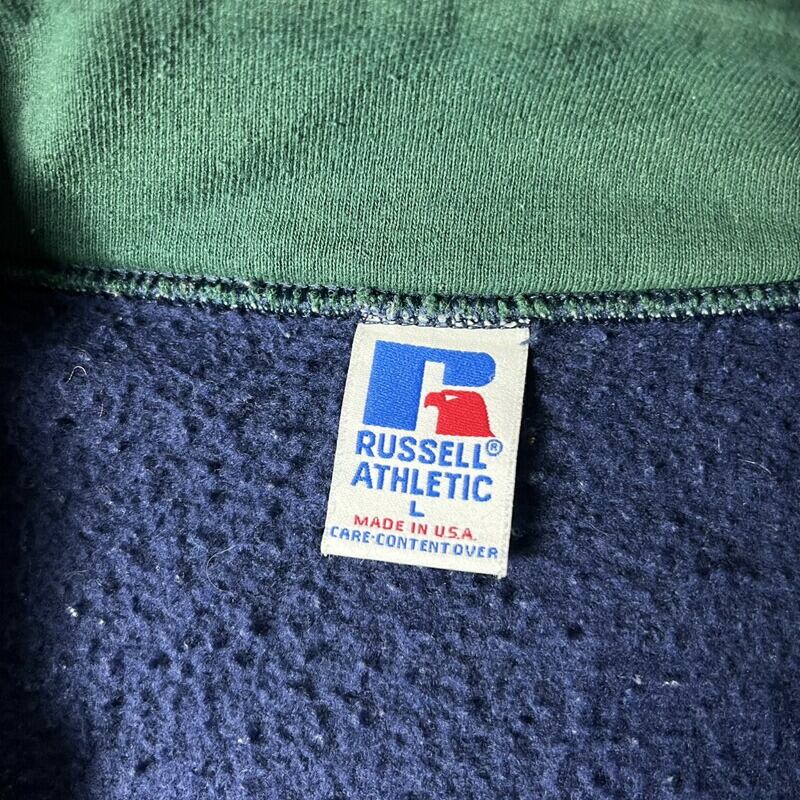 R
RUSSELL®
ATHLETIC
L
MADE IN U.S.A.
CARE-CONTENT OVER